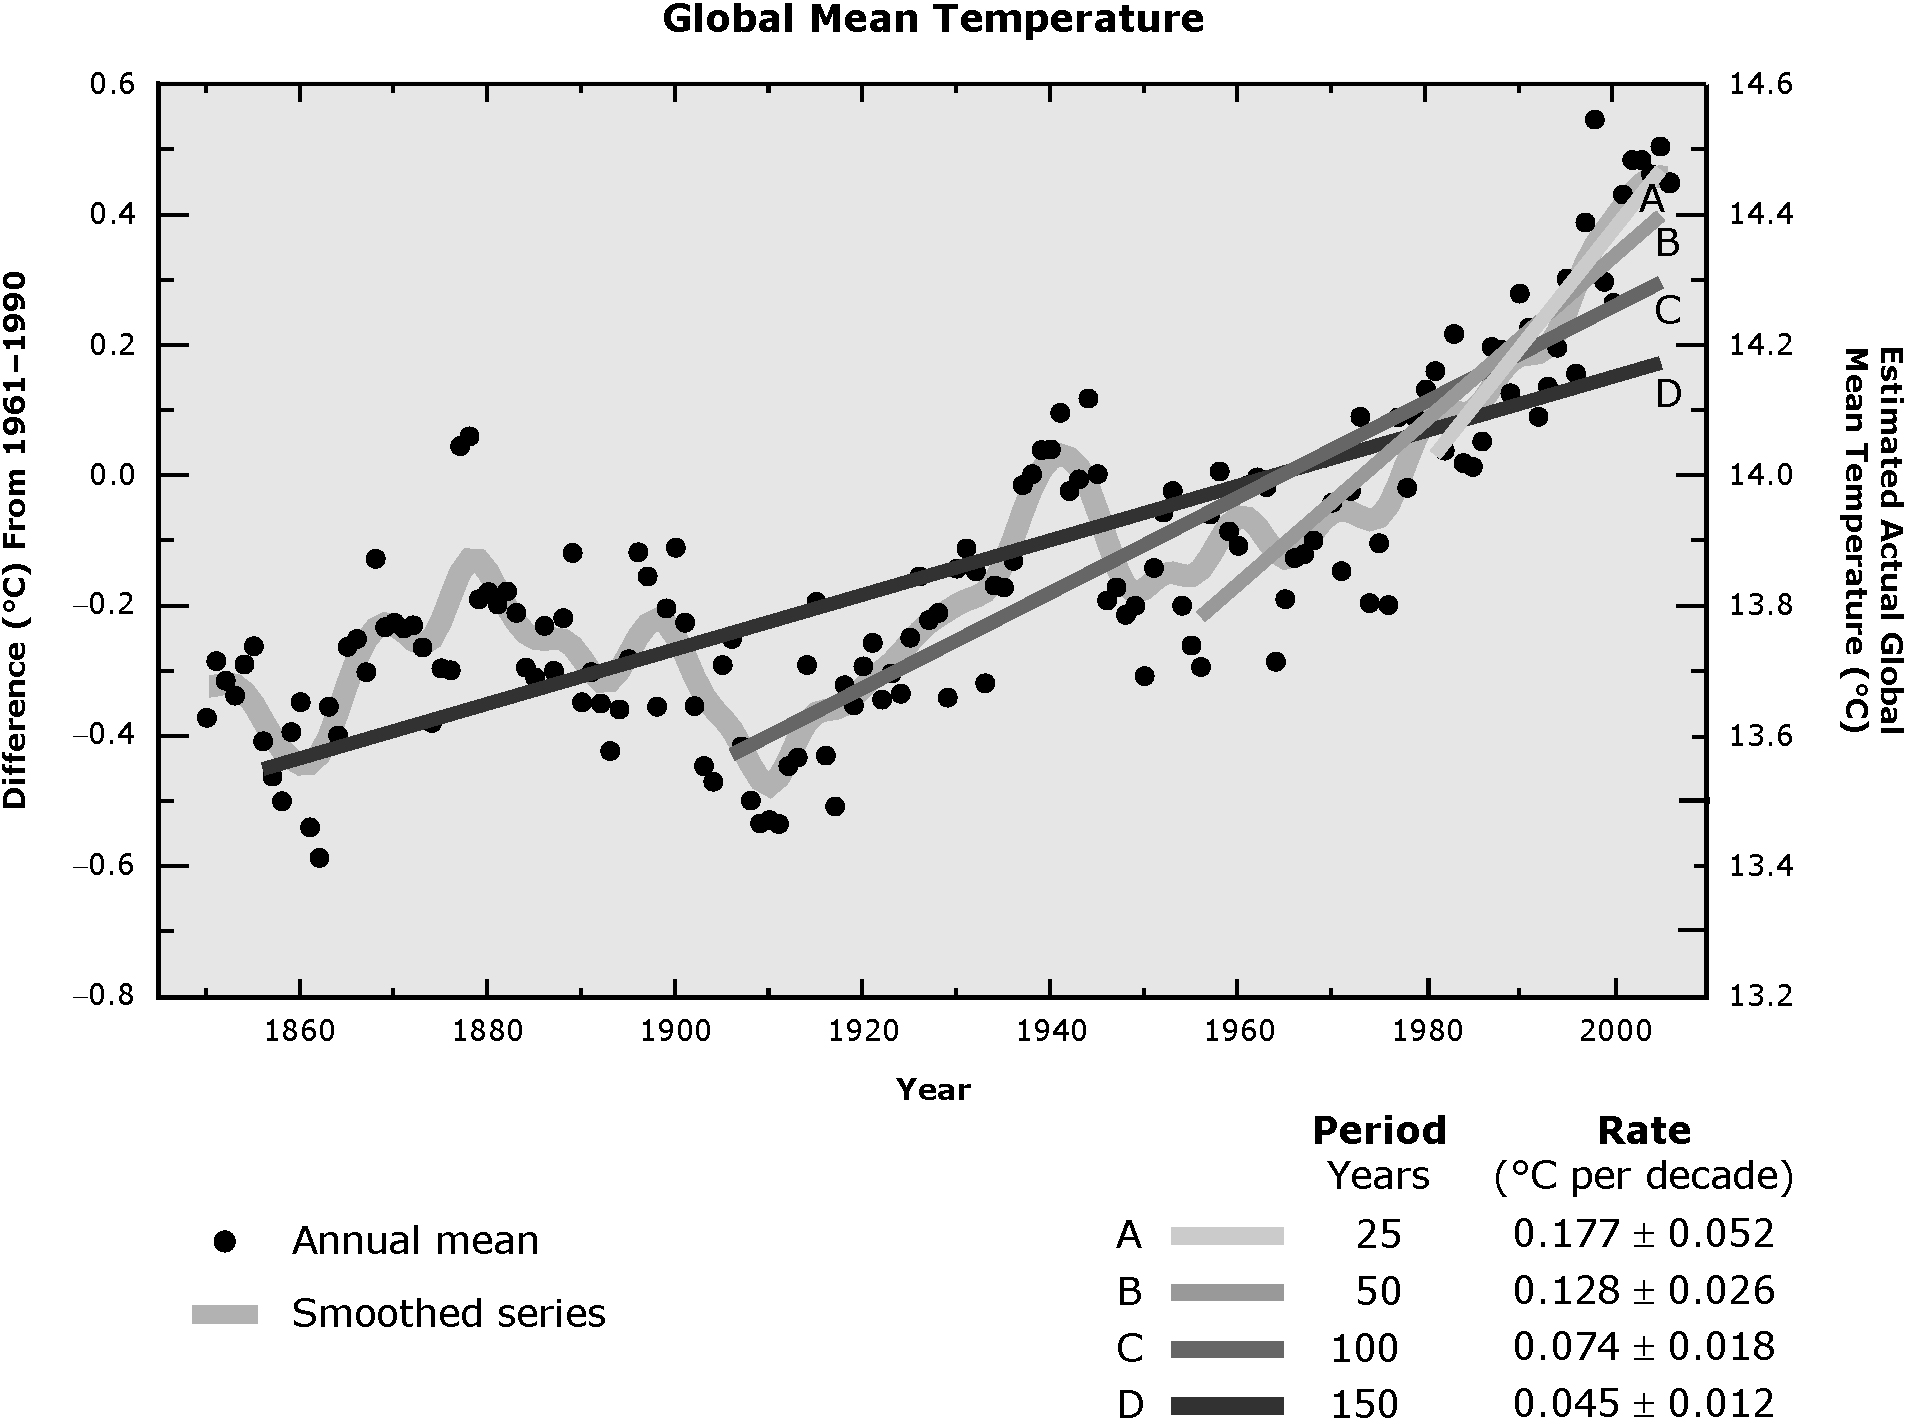 Global Mean Temperature
0.6
0.4
0.2
0.0
−0.2
−0.4
−0.6
−0.8
Difference (°C) From 1961–1990
14.6
14.4
14.2
14.0
13.8
13.6
13.4
13.2
Estimated Actual Global
Mean Temperature (°C)
A
B
C
D
1860 1880 1900 1920 1940 1960 1980 2000
Year
Annual mean
Smoothed series
Period Rate
Years (°C per decade)
A 25 0.177 ± 0.052
B 50 0.128 ± 0.026
C 100 0.074 ± 0.018
D 150 0.045 ± 0.012